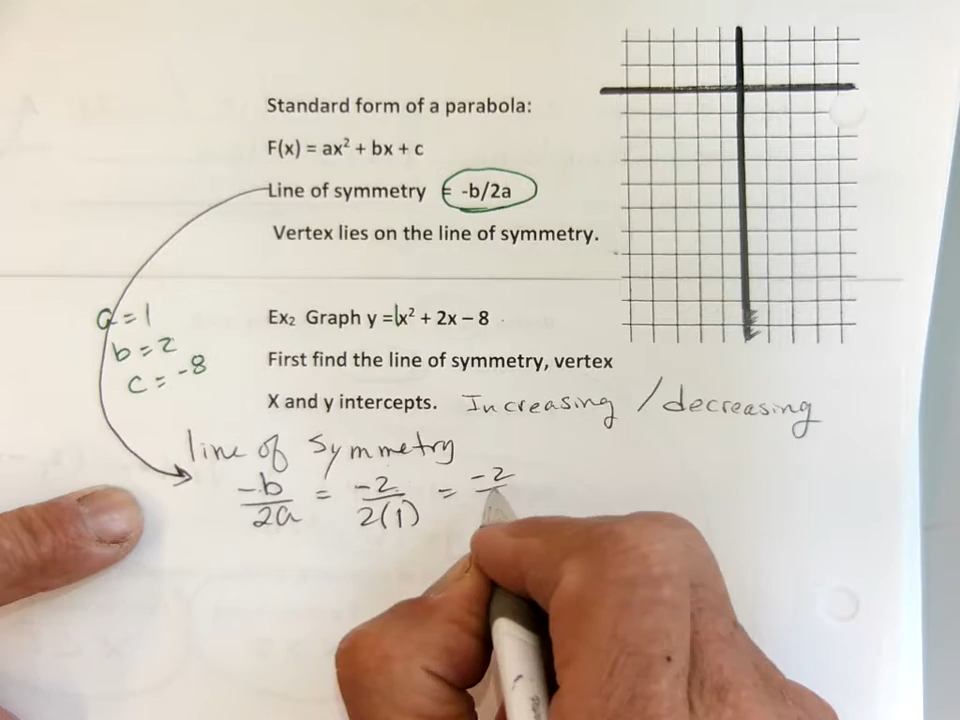 Standard form of a parabola:
F(x) = ax² + bx + c
Line of symmetry = -b/2a
Vertex lies on the line of symmetry.
a = 1
b = 2
c = -8
Ex₂ Graph y = 1x² + 2x – 8
First find the line of symmetry, vertex
X and y intercepts. Increasing / decreasing
line of symmetry
-b/2a = -2/2(1) = -2/